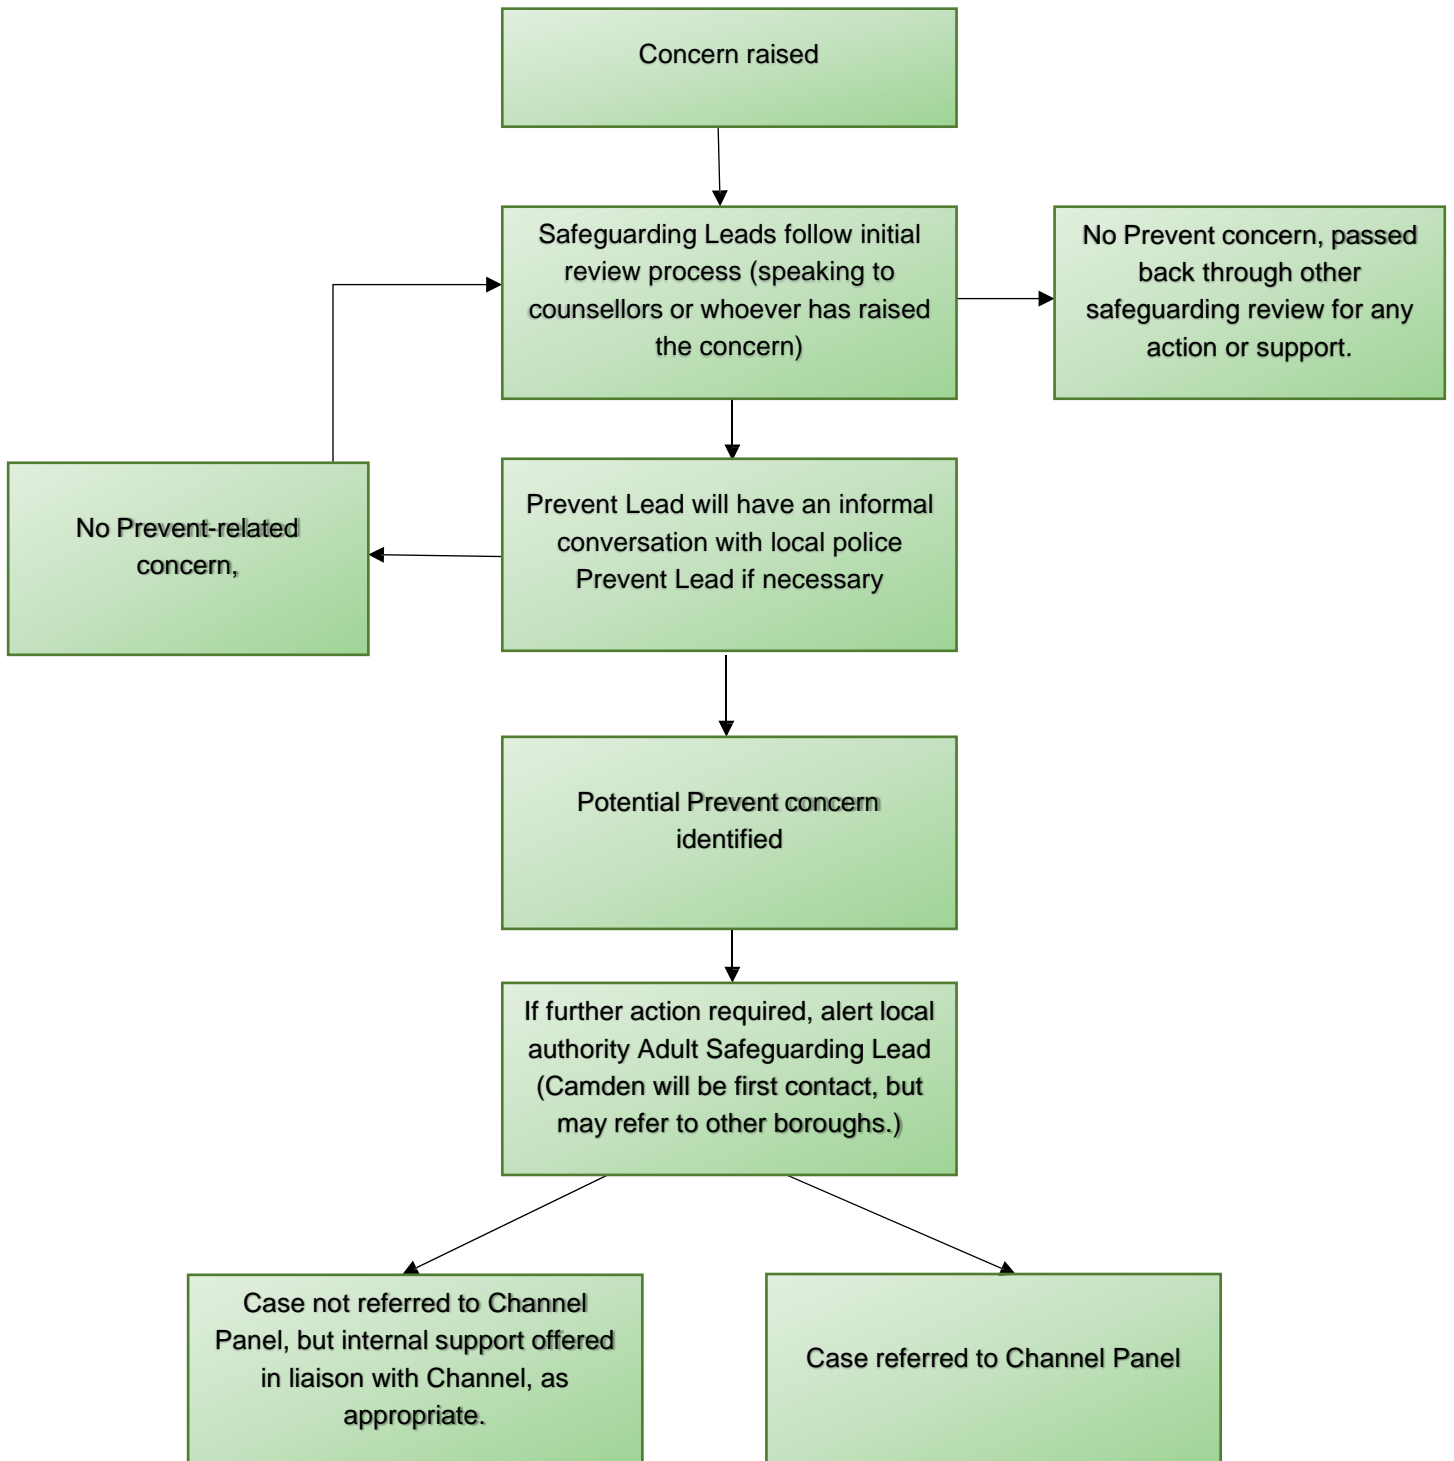 Concern raised
Safeguarding Leads follow initial
review process (speaking to
counsellors or whoever has raised
the concern)
No Prevent concern, passed
back through other
safeguarding review for any
action or support.
No Prevent-related
concern,
Prevent Lead will have an informal
conversation with local police
Prevent Lead if necessary
Potential Prevent concern
identified
If further action required, alert local
authority Adult Safeguarding Lead
(Camden will be first contact, but
may refer to other boroughs.)
Case not referred to Channel
Panel, but internal support offered
in liaison with Channel, as
appropriate.
Case referred to Channel Panel